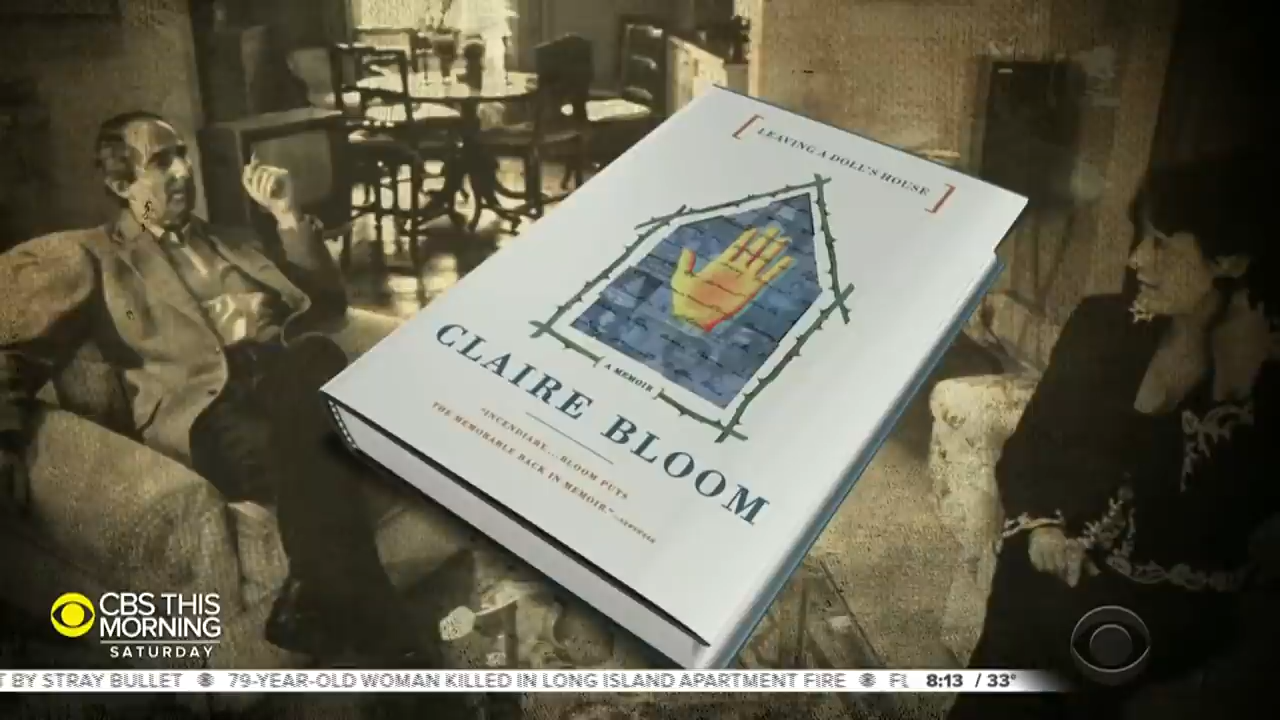 [ LEAVING A DOLL'S HOUSE ]
A MEMOIR
CLAIRE BLOOM
"INCENDIARY... BLOOM PUTS
THE MEMORABLE BACK IN MEMOIR."
CBS THIS
MORNING
SATURDAY
T BY STRAY BULLET 79-YEAR-OLD WOMAN KILLED IN LONG ISLAND APARTMENT FIRE FL 8:13 / 33°